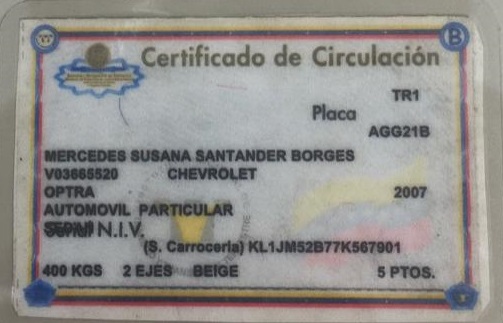 B
Certificado de Circulación
TR1
Placa
AGG21B
MERCEDES SUSANA SANTANDER BORGES
V03665520 CHEVROLET
OPTRA 2007
AUTOMOVIL PARTICULAR
SEDAN
Serial N.I.V.
(S. Carroceria) KL1JM52B77K567901
400 KGS 2 EJES BEIGE 5 PTOS.